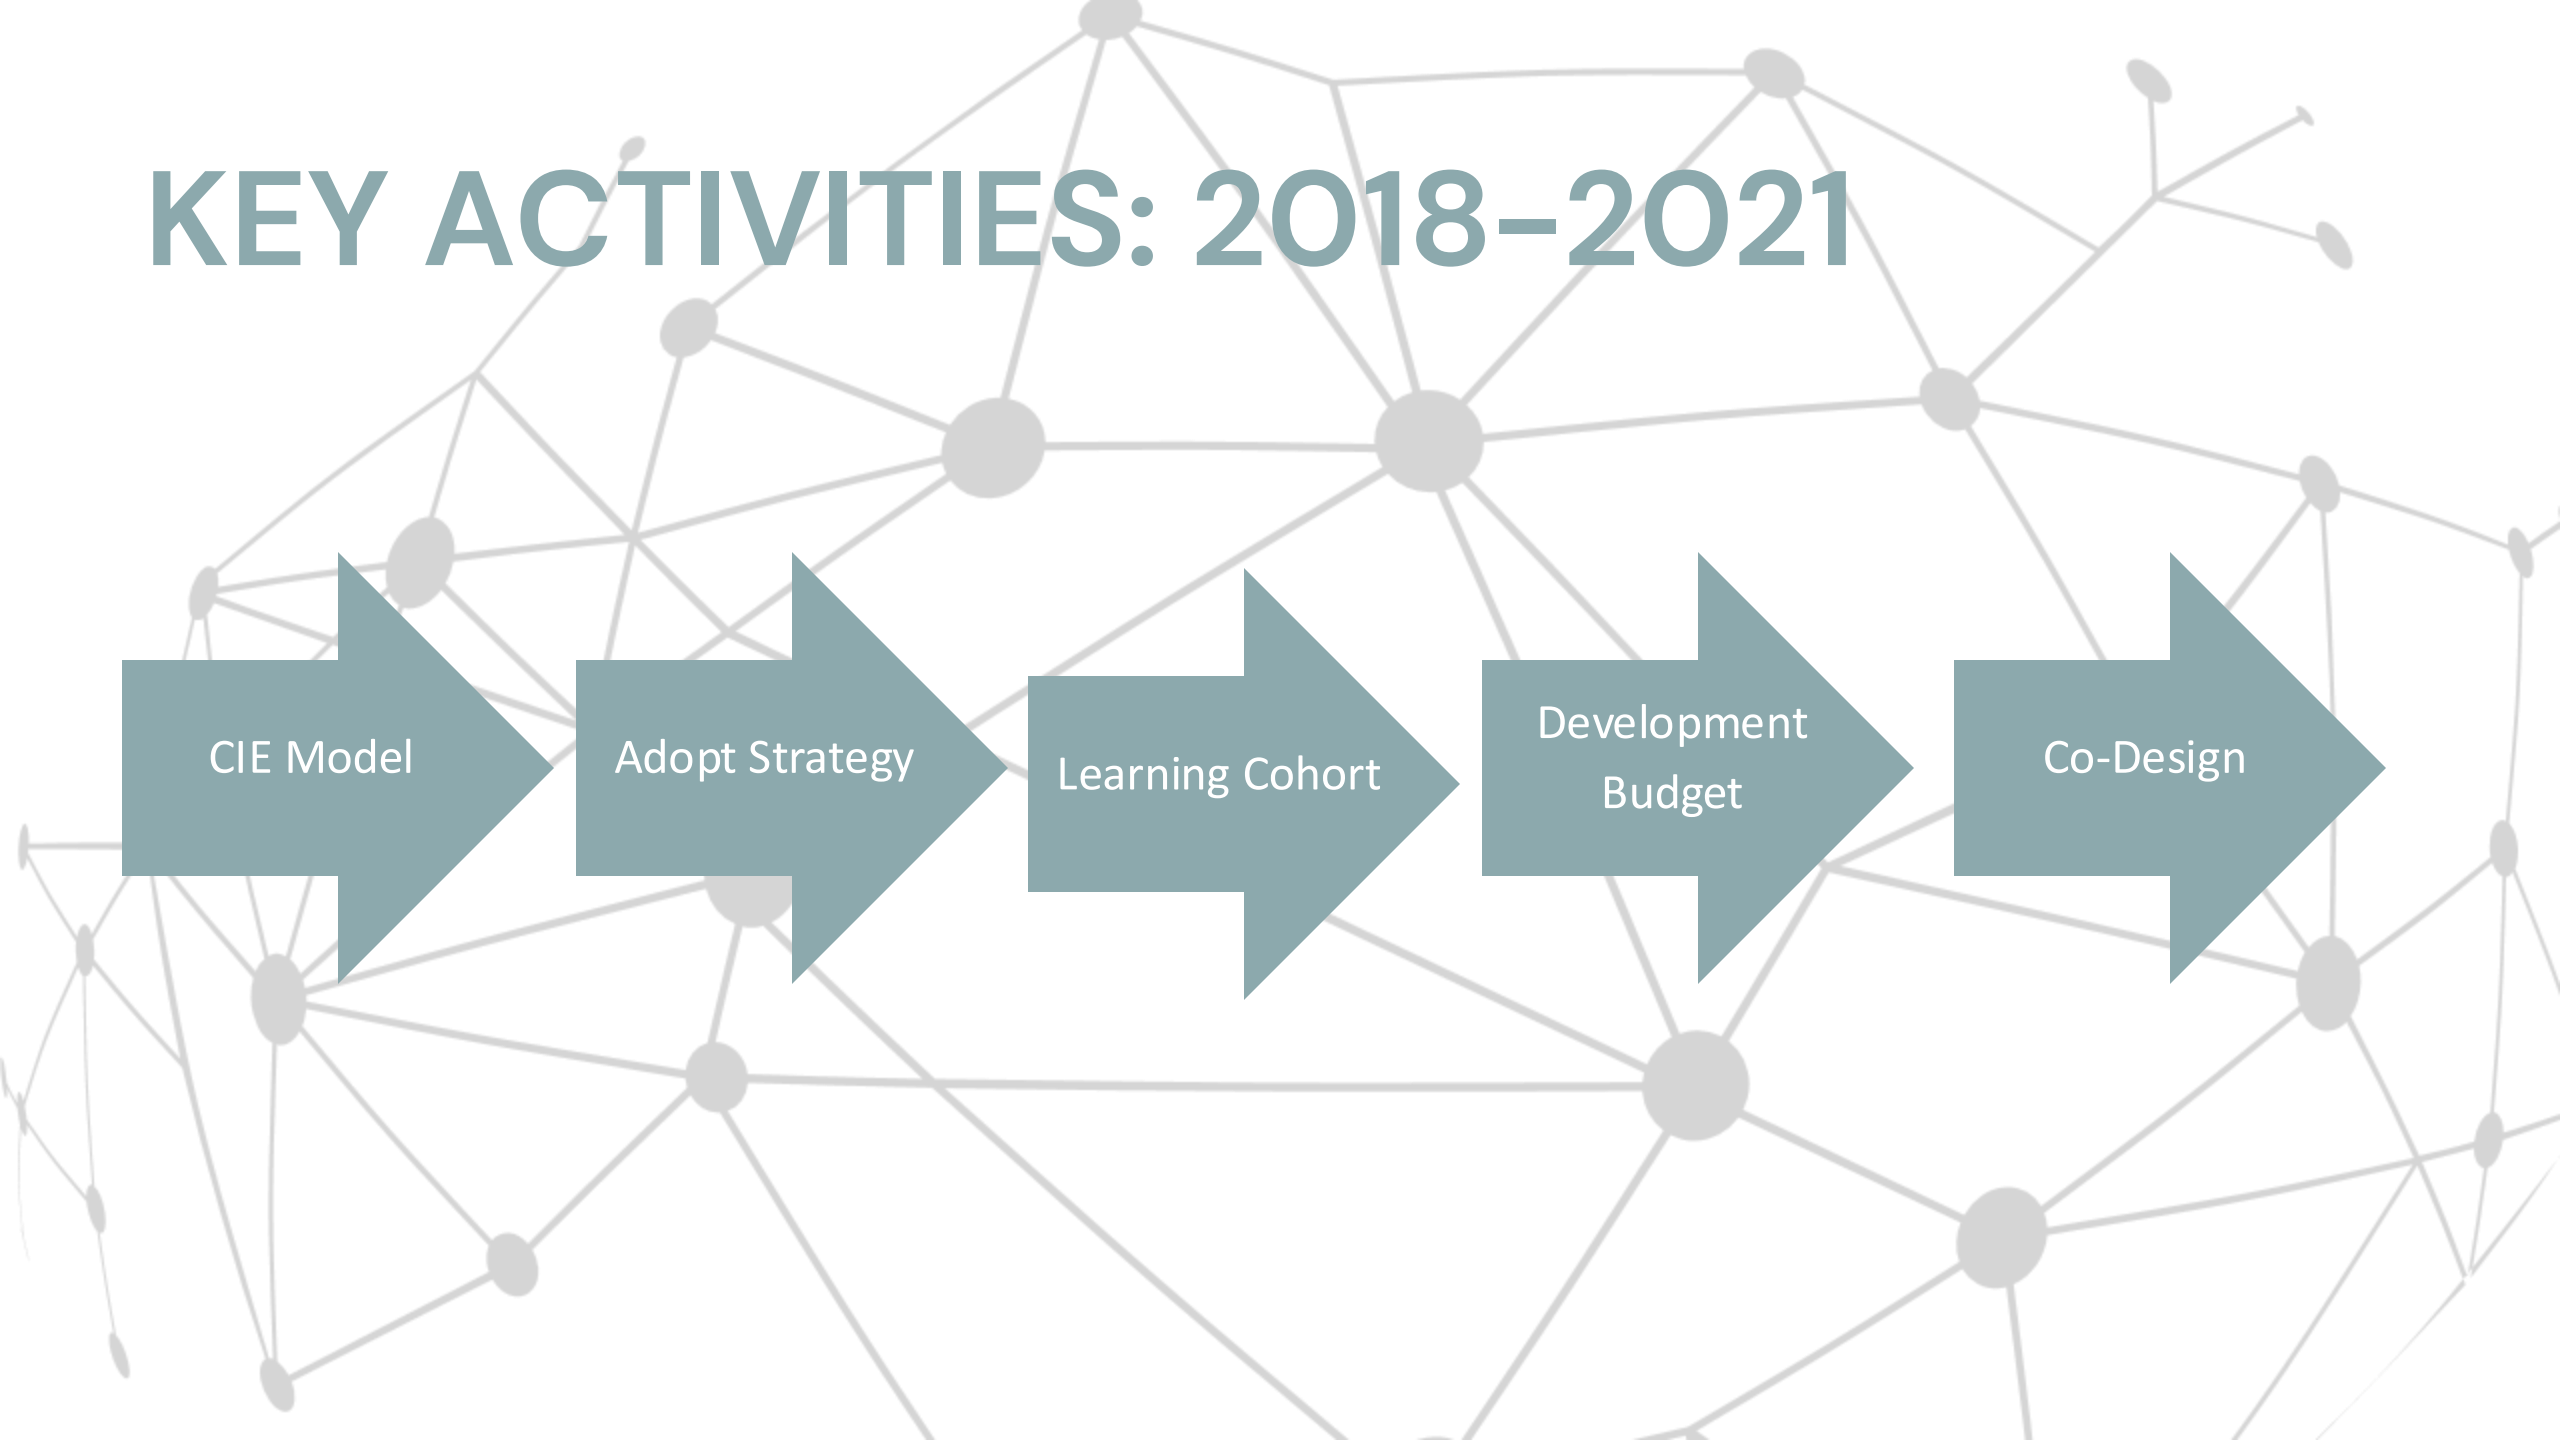 KEY ACTIVITIES: 2018-2021
CIE Model
Adopt Strategy
Learning Cohort
Development
Budget
Co-Design